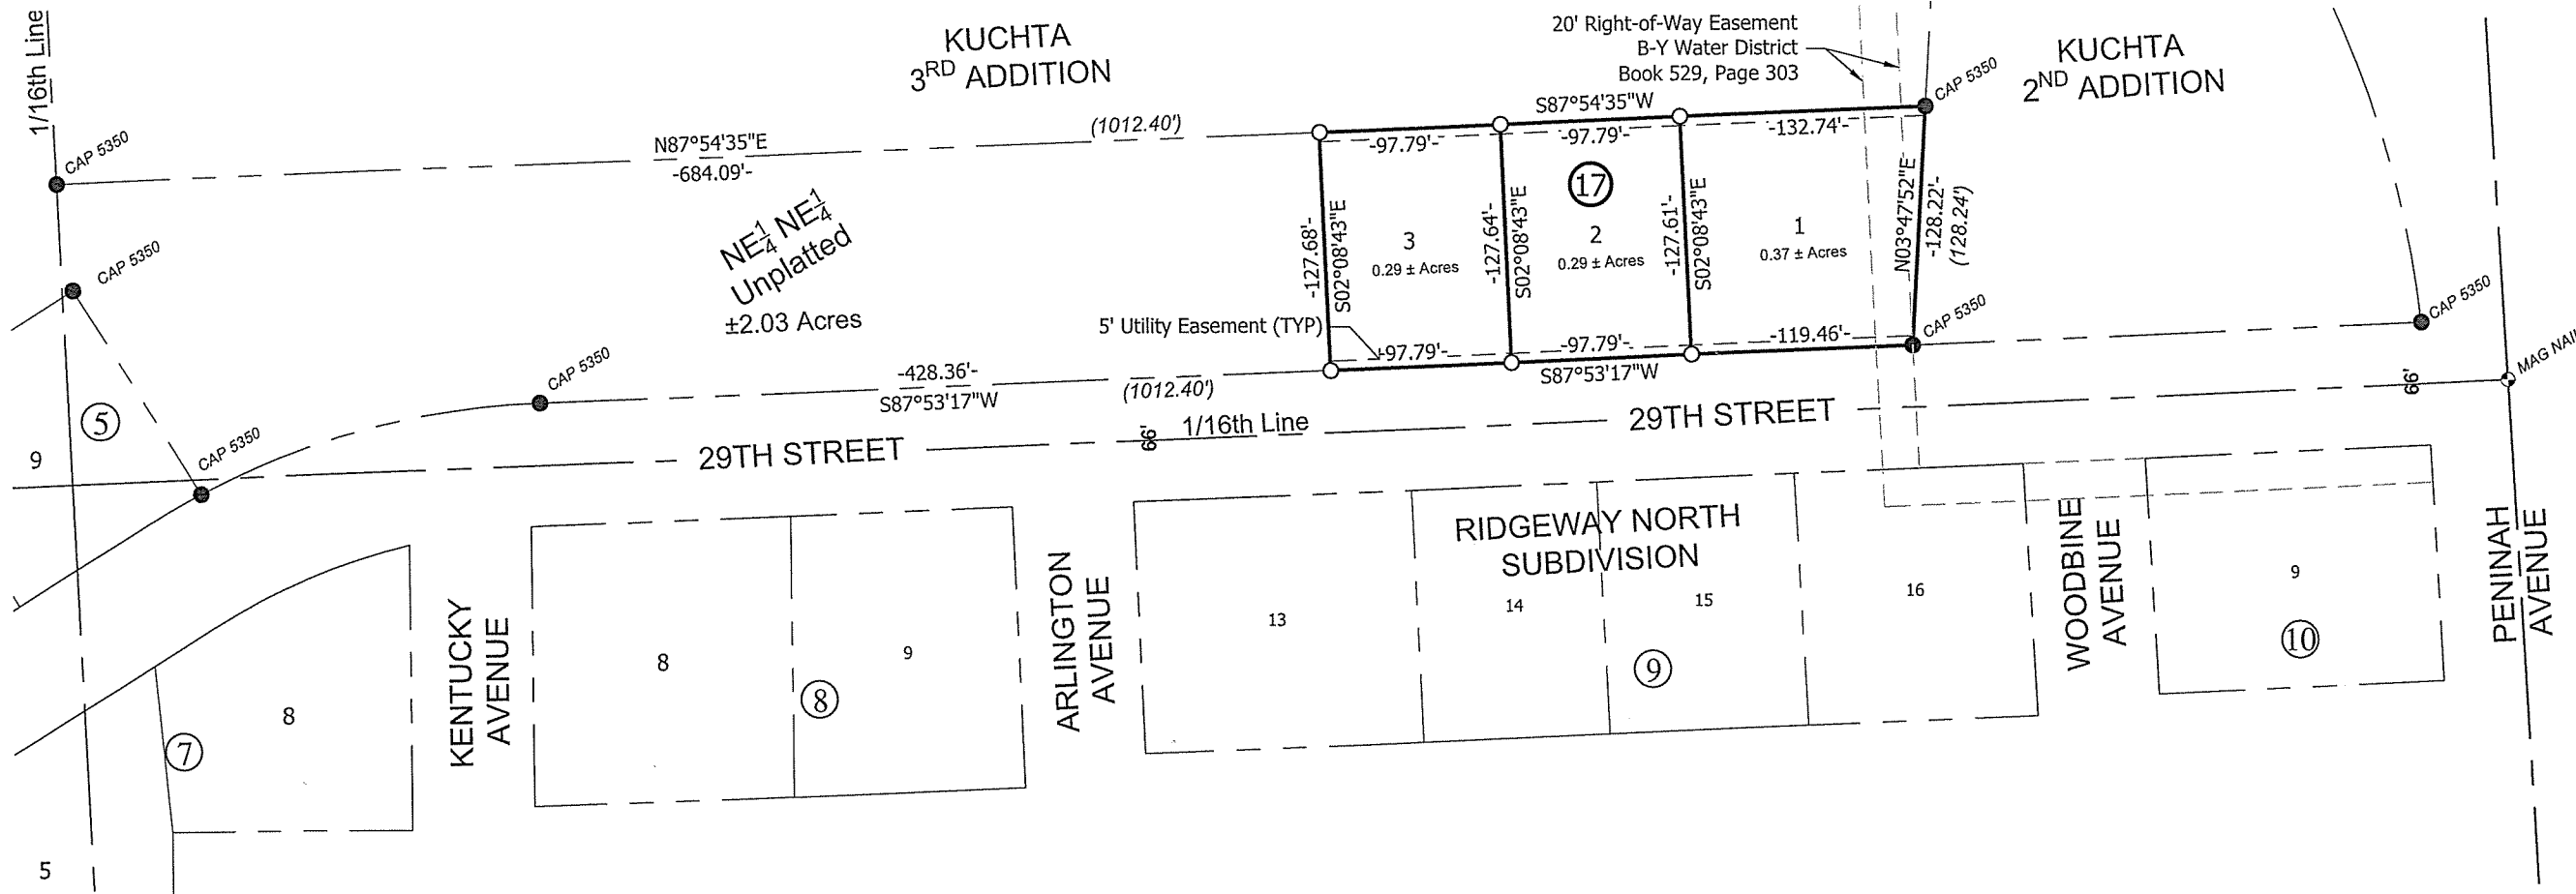 1/16th Line
KUCHTA
3RD ADDITION
20' Right-of-Way Easement
B-Y Water District
Book 529, Page 303
KUCHTA
2ND ADDITION
CAP 5350
CAP 5350
N87°54'35"E
-684.09'-
(1012.40')
S87°54'35"W
-97.79'-
-97.79'-
-132.74'-
CAP 5350
NE1/4 NE1/4
Unplatted
±2.03 Acres
-127.68'-
S02°08'43"E
3
0.29 ± Acres
-127.64'-
S02°08'43"E
17
2
0.29 ± Acres
-127.61'-
S02°08'43"E
1
0.37 ± Acres
N03°47'52"E
-128.22'-
(128.24')
5' Utility Easement (TYP)
-97.79'-
-97.79'-
-119.46'-
CAP 5350
CAP 5350
MAG NAIL
S87°53'17"W
CAP 5350
-428.36'-
S87°53'17"W
(1012.40')
5
9
CAP 5350
29TH STREET
66'
1/16th Line
29TH STREET
66'
RIDGEWAY NORTH
SUBDIVISION
KENTUCKY
AVENUE
ARLINGTON
AVENUE
WOODBINE
AVENUE
PENINAH
AVENUE
8
9
8
13
14
15
16
9
9
10
8
7
5